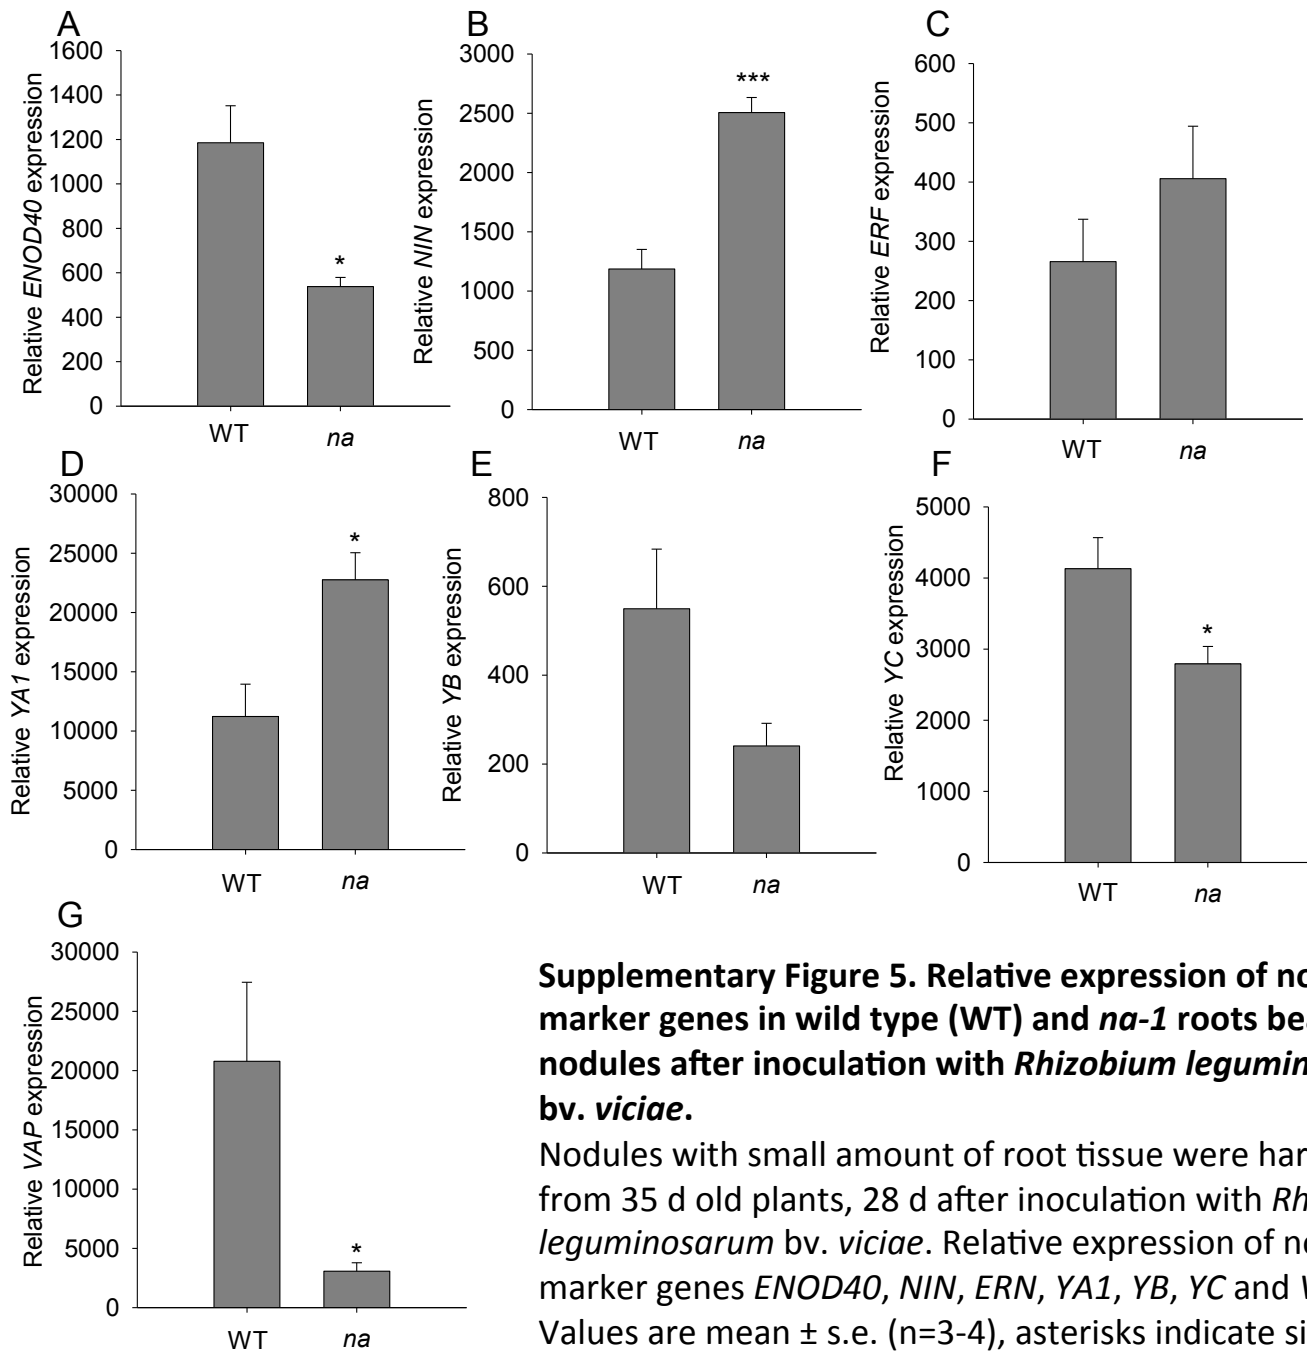 A
Relative ENOD40 expression
1600
1400
1200
1000
800
600
400
200
0
*
WT
na
B
Relative NIN expression
3000
2500
2000
1500
1000
500
0
***
WT
na
C
Relative ERF expression
600
500
400
300
200
100
0
WT
na
D
Relative YA1 expression
30000
25000
20000
15000
10000
5000
0
*
WT
na
E
Relative YB expression
800
600
400
200
0
WT
na
F
Relative YC expression
5000
4000
3000
2000
1000
0
*
WT
na
G
Relative VAP expression
30000
25000
20000
15000
10000
5000
0
*
WT
na
Supplementary Figure 5. Relative expression of no
marker genes in wild type (WT) and na-1 roots bea
nodules after inoculation with Rhizobium legumin
bv. viciae.
Nodules with small amount of root tissue were har
from 35 d old plants, 28 d after inoculation with Rh
leguminosarum bv. viciae. Relative expression of no
marker genes ENOD40, NIN, ERN, YA1, YB, YC and V
Values are mean ± s.e. (n=3-4), asterisks indicate si